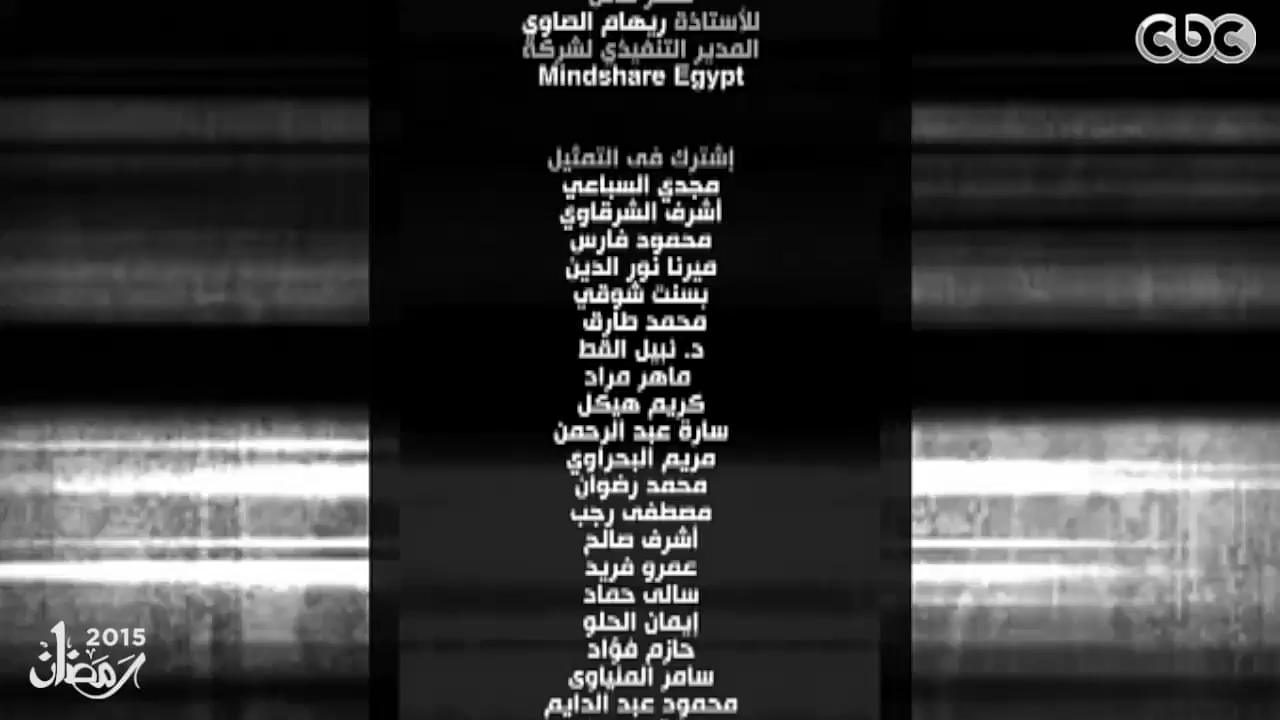 cbc
للأستاذة ريهام الصاوي
المدير التنفيذي لشركة
Mindshare Egypt
إشترك فى التمثيل
مجدي السباعي
أشرف الشرقاوي
محمود فارس
ميرنا نور الدين
بسنت شوقي
محمد طارق
د. نبيل القط
ماهر مراد
كريم هيكل
سارة عبد الرحمن
مريم البحراوي
محمد رضوان
مصطفى رجب
أشرف صالح
عمرو فريد
سالى حماد
إيمان الحلو
حازم فؤاد
سامر المنياوى
محمود عبد الدايم
2015
رمضان